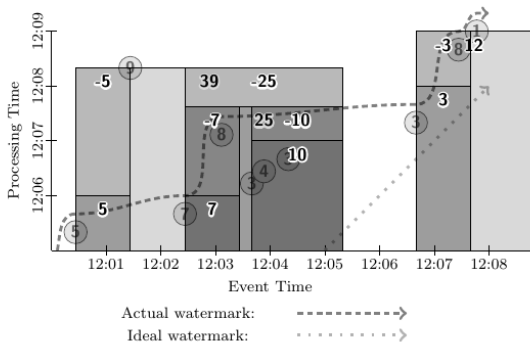 12:09
-3 12
1
8
9
-5 39 -25
12:08
3
-7 25 -10
8
3
12:07
10
4
3
12:06
5 7
7
5
Processing Time
12:01 12:02 12:03 12:04 12:05 12:06 12:07 12:08
Event Time
Actual watermark:
Ideal watermark: